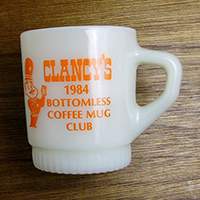 CLANCY'S
1984
BOTTOMLESS
COFFEE MUG
CLUB